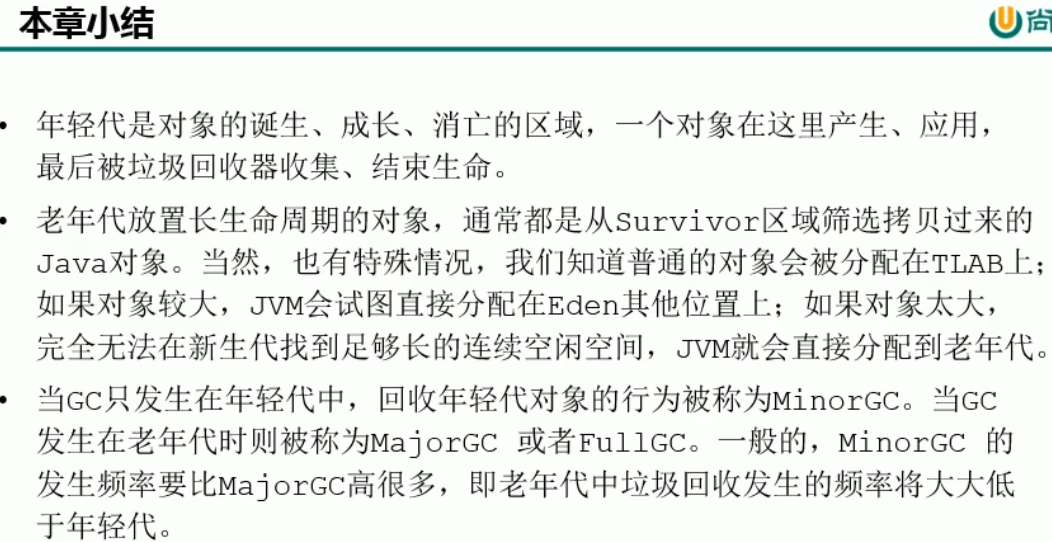 本章小结
尚
• 年轻代是对象的诞生、成长、消亡的区域，一个对象在这里产生、应用，
最后被垃圾回收器收集、结束生命。
• 老年代放置长生命周期的对象，通常都是从Survivor区域筛选拷贝过来的
Java对象。当然，也有特殊情况，我们知道普通的对象会被分配在TLAB上；
如果对象较大，JVM会试图直接分配在Eden其他位置上；如果对象太大，
完全无法在新生代找到足够长的连续空闲空间，JVM就会直接分配到老年代。
• 当GC只发生在年轻代中，回收年轻代对象的行为被称为MinorGC。当GC
发生在老年代时则被称为MajorGC 或者FullGC。一般的，MinorGC 的
发生频率要比MajorGC高很多，即老年代中垃圾回收发生的频率将大大低
于年轻代。